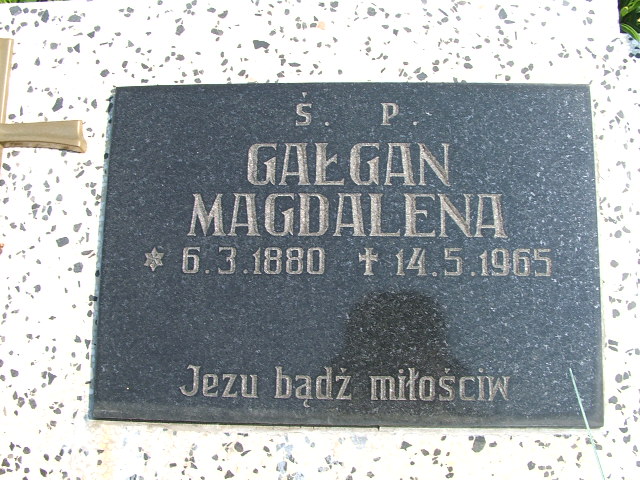 Ś. P.
GAŁGAN
MAGDALENA
✡ 6.3.1880 ✝ 14.5.1965
Jezu bądź miłościw